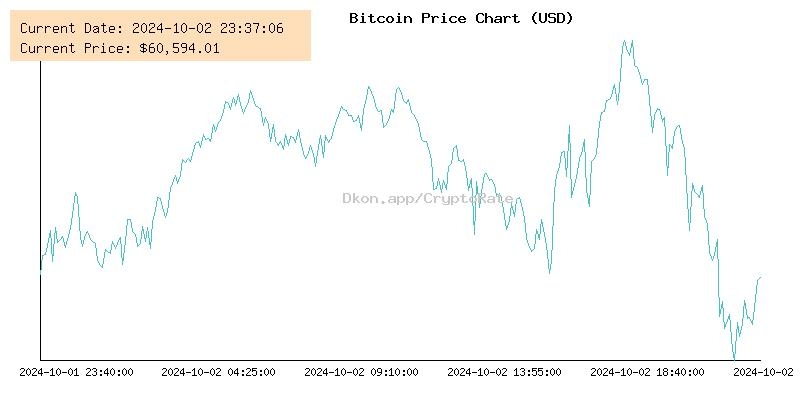 Bitcoin Price Chart (USD)
Current Date: 2024-10-02 23:37:06
Current Price: $60,594.01
Dkon.app/CryptoRate
2024-10-01 23:40:00 2024-10-02 04:25:00 2024-10-02 09:10:00 2024-10-02 13:55:00 2024-10-02 18:40:00 2024-10-02